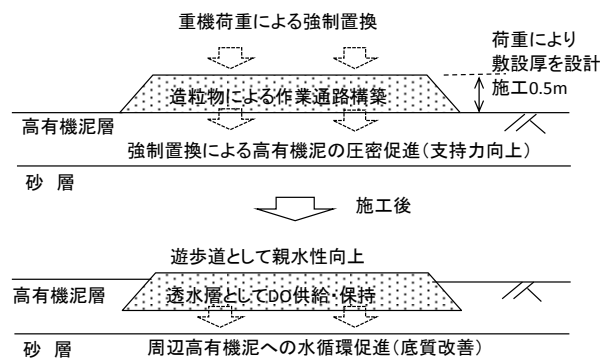 重機荷重による強制置換
荷重により
敷設厚を設計
施工0.5m
造粒物による作業通路構築
高有機泥層
強制置換による高有機泥の圧密促進(支持力向上)
砂 層
施工後
遊歩道として親水性向上
高有機泥層
透水層としてDO供給・保持
砂 層
周辺高有機泥への水循環促進(底質改善)